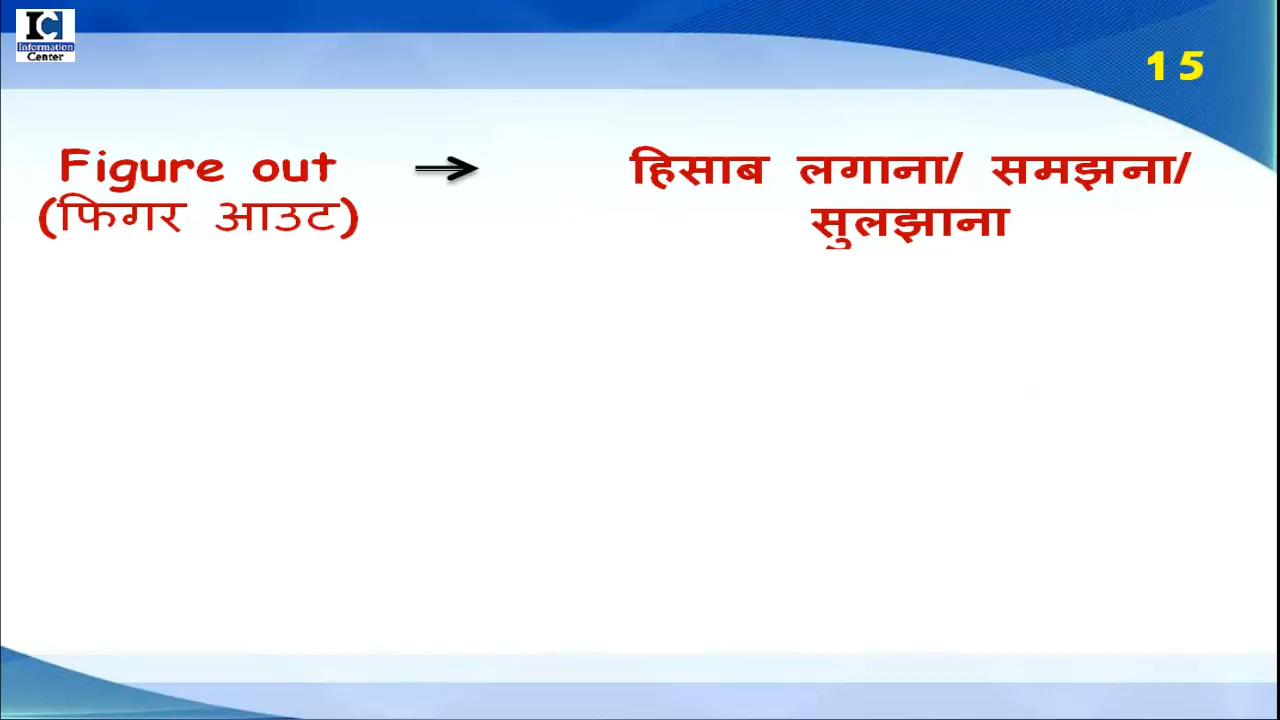 IC
Information
Center
15
Figure out → हिसाब लगाना/ समझना/
(फिगर आउट) सुलझाना